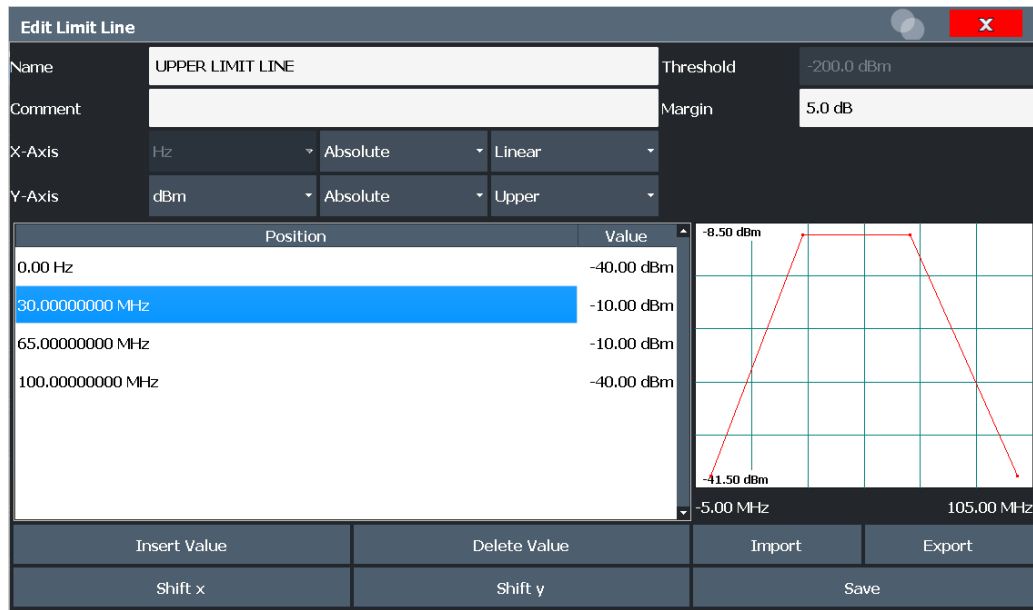 Edit Limit Line X
Name UPPER LIMIT LINE Threshold -200.0 dBm
Comment Margin 5.0 dB
X-Axis Hz Absolute Linear
Y-Axis dBm Absolute Upper
Position Value
0.00 Hz -40.00 dBm
30.00000000 MHz -10.00 dBm
65.00000000 MHz -10.00 dBm
100.00000000 MHz -40.00 dBm
-8.50 dBm
-41.50 dBm
-5.00 MHz 105.00 MHz
Insert Value Delete Value Import Export
Shift x Shift y Save